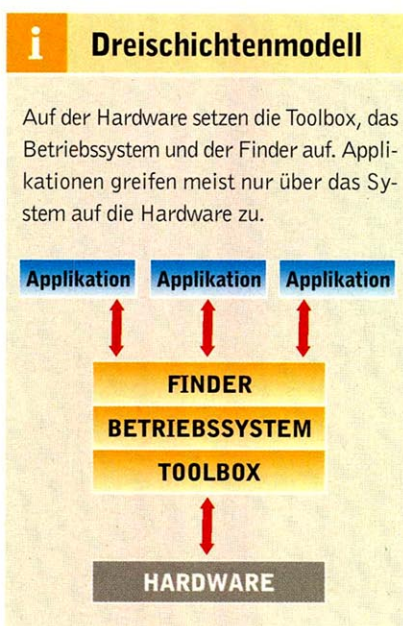 i Dreischichtenmodell
Auf der Hardware setzen die Toolbox, das
Betriebssystem und der Finder auf. Appli-
kationen greifen meist nur über das Sy-
stem auf die Hardware zu.
Applikation Applikation Applikation
FINDER
BETRIEBSSYSTEM
TOOLBOX
HARDWARE